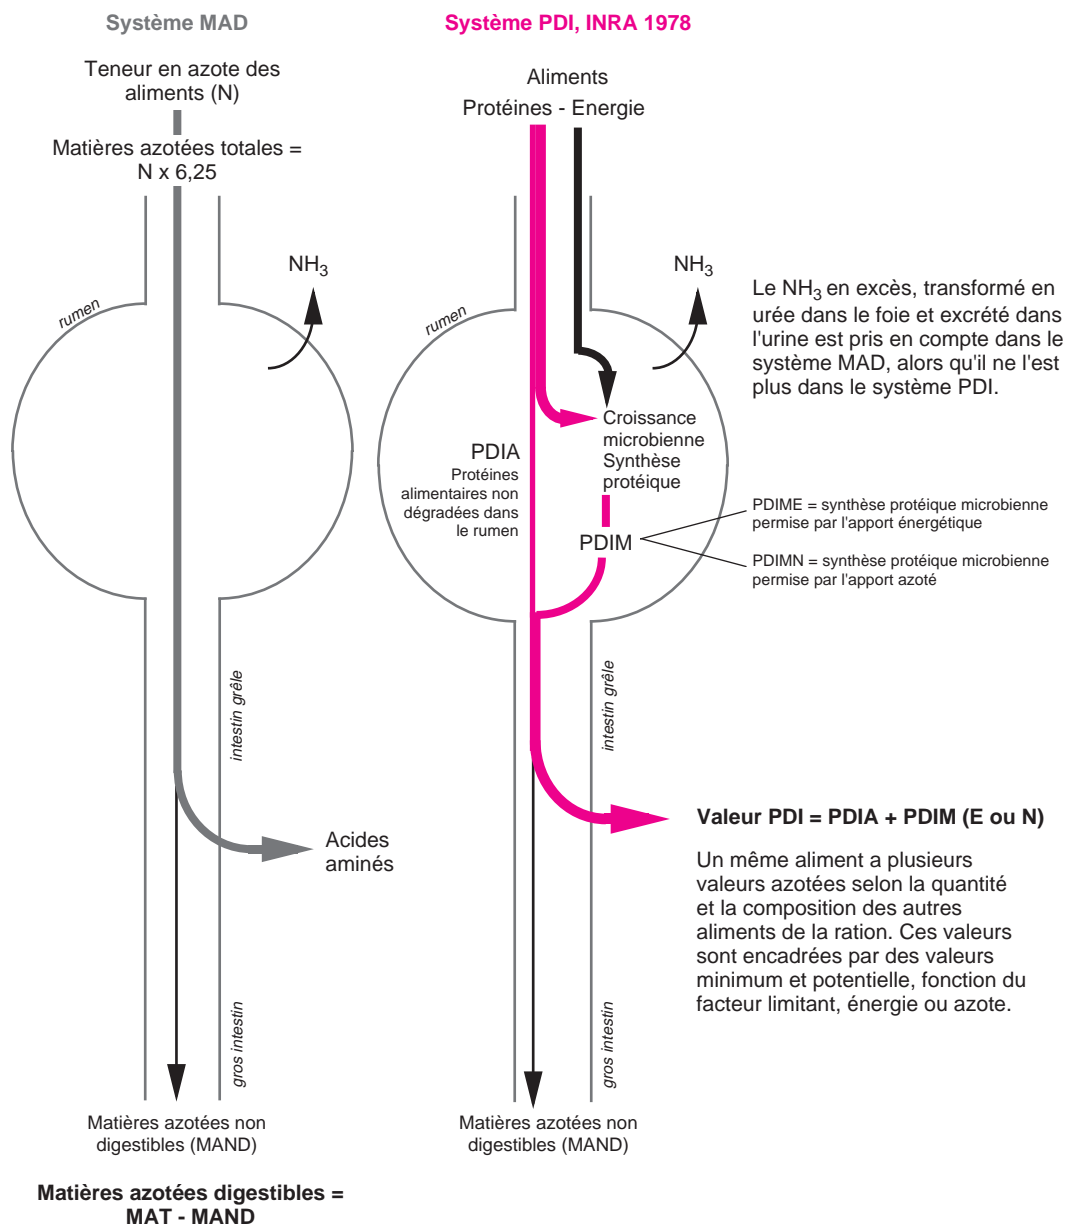 Système MAD
Teneur en azote des
aliments (N)
Matières azotées totales =
N x 6,25
NH3
rumen
intestin grêle
Acides
aminés
gros intestin
Matières azotées non
digestibles (MAND)
Matières azotées digestibles =
MAT - MAND
Système PDI, INRA 1978
Aliments
Protéines - Energie
NH3
rumen
Le NH3 en excès, transformé en
urée dans le foie et excrété dans
l'urine est pris en compte dans le
système MAD, alors qu'il ne l'est
plus dans le système PDI.
Croissance
microbienne
Synthèse
protéique
PDIA
Protéines
alimentaires non
dégradées dans
le rumen
PDIM
PDIME = synthèse protéique microbienne
permise par l'apport énergétique
PDIMN = synthèse protéique microbienne
permise par l'apport azoté
intestin grêle
Valeur PDI = PDIA + PDIM (E ou N)
Un même aliment a plusieurs
valeurs azotées selon la quantité
et la composition des autres
aliments de la ration. Ces valeurs
sont encadrées par des valeurs
minimum et potentielle, fonction du
facteur limitant, énergie ou azote.
gros intestin
Matières azotées non
digestibles (MAND)